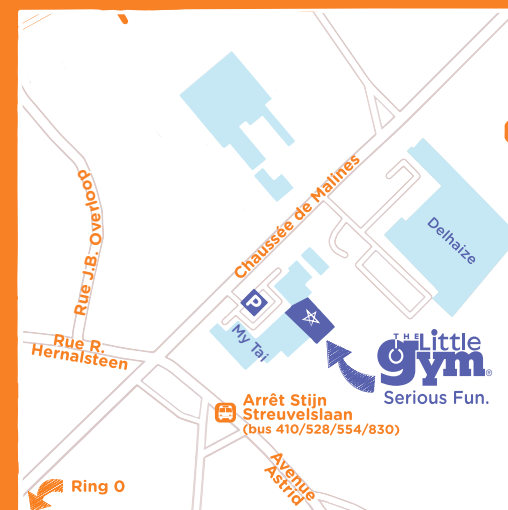 Chaussée de Malines
Rue J.B. Overloop
Delhaize
P
My Tai
Rue R.
Hernalsteen
THE Little
gym®
Serious Fun.
Arrêt Stijn
Streuvelslaan
(bus 410/528/554/830)
Avenue
Astrid
Ring 0